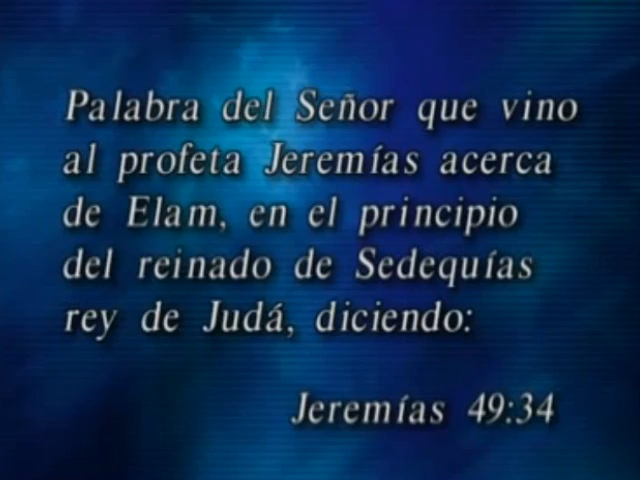 Palabra del Señor que vino
al profeta Jeremías acerca
de Elam, en el principio
del reinado de Sedequías
rey de Judá, diciendo:
Jeremías 49:34